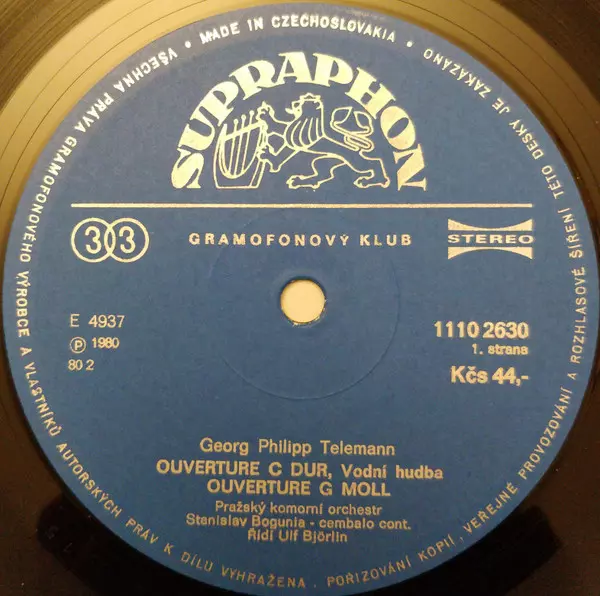 VŠECHNA PRÁVA GRAMOFONOVÉHO VÝROBCE A VLASTNÍKŮ AUTORSKÝCH PRÁV K DÍLU VYHRAŽENA . POŘIZOVÁNÍ KOPIÍ, VEŘEJNÉ PROVOZOVÁNÍ A ROZHLASOVÉ ŠÍŘENÍ TÉTO DESKY JE ZAKÁZÁNO
• MADE IN CZECHOSLOVAKIA •
SUPRAPHON
33
GRAMOFONOVÝ KLUB
STEREO
E 4937
Ⓟ 1980
80 2
1110 2630
1. strana
Kčs 44,-
Georg Philipp Telemann
OUVERTURE C DUR, Vodní hudba
OUVERTURE G MOLL
Pražský komorní orchestr
Stanislav Bogunia - cembalo cont.
Řídí Ulf Björlin